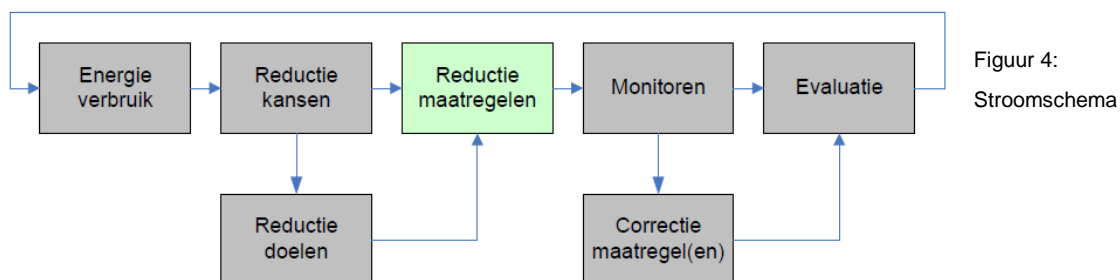 Energie
verbruik
Reductie
kansen
Reductie
maatregelen
Monitoren
Evaluatie
Figuur 4:
Stroomschema
Reductie
doelen
Correctie
maatregel(en)